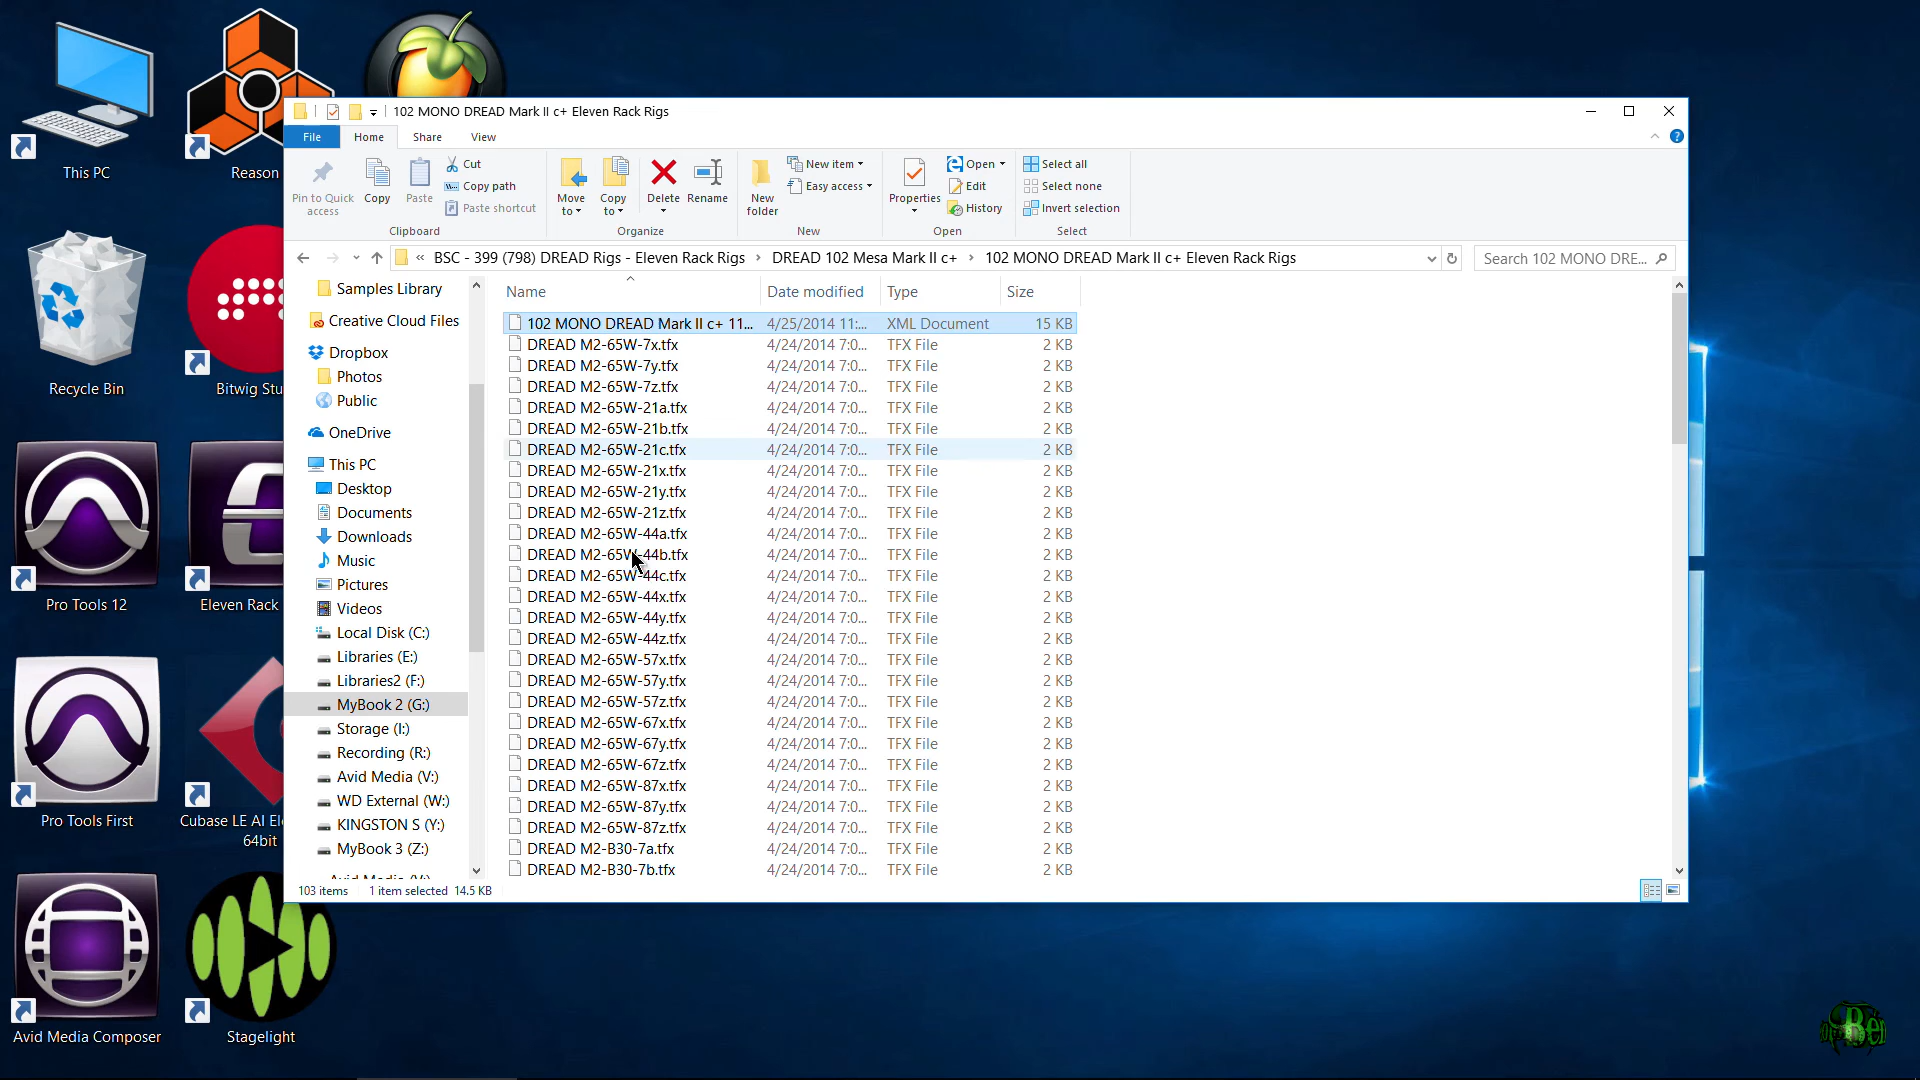 This PC
Reason
Recycle Bin
Bitwig Stu
Pro Tools 12
Eleven Rack
Pro Tools First
Cubase LE AI El
64bit
Avid Media Composer
Stagelight
102 MONO DREAD Mark II c+ Eleven Rack Rigs
File Home Share View
Pin to Quick access
Copy
Paste
Cut
Copy path
Paste shortcut
Clipboard
Move to
Copy to
Delete
Rename
Organize
New folder
New item
Easy access
New
Properties
Open
Edit
History
Open
Select all
Select none
Invert selection
Select
« BSC - 399 (798) DREAD Rigs - Eleven Rack Rigs › DREAD 102 Mesa Mark II c+ › 102 MONO DREAD Mark II c+ Eleven Rack Rigs
Search 102 MONO DRE...
Samples Library
Creative Cloud Files
Dropbox
Photos
Public
OneDrive
This PC
Desktop
Documents
Downloads
Music
Pictures
Videos
Local Disk (C:)
Libraries (E:)
Libraries2 (F:)
MyBook 2 (G:)
Storage (I:)
Recording (R:)
Avid Media (V:)
WD External (W:)
KINGSTON S (Y:)
MyBook 3 (Z:)
Avid Media (V:)
Name Date modified Type Size
102 MONO DREAD Mark II c+ 11... 4/25/2014 11:... XML Document 15 KB
DREAD M2-65W-7x.tfx 4/24/2014 7:0... TFX File 2 KB
DREAD M2-65W-7y.tfx 4/24/2014 7:0... TFX File 2 KB
DREAD M2-65W-7z.tfx 4/24/2014 7:0... TFX File 2 KB
DREAD M2-65W-21a.tfx 4/24/2014 7:0... TFX File 2 KB
DREAD M2-65W-21b.tfx 4/24/2014 7:0... TFX File 2 KB
DREAD M2-65W-21c.tfx 4/24/2014 7:0... TFX File 2 KB
DREAD M2-65W-21x.tfx 4/24/2014 7:0... TFX File 2 KB
DREAD M2-65W-21y.tfx 4/24/2014 7:0... TFX File 2 KB
DREAD M2-65W-21z.tfx 4/24/2014 7:0... TFX File 2 KB
DREAD M2-65W-44a.tfx 4/24/2014 7:0... TFX File 2 KB
DREAD M2-65W-44b.tfx 4/24/2014 7:0... TFX File 2 KB
DREAD M2-65W-44c.tfx 4/24/2014 7:0... TFX File 2 KB
DREAD M2-65W-44x.tfx 4/24/2014 7:0... TFX File 2 KB
DREAD M2-65W-44y.tfx 4/24/2014 7:0... TFX File 2 KB
DREAD M2-65W-44z.tfx 4/24/2014 7:0... TFX File 2 KB
DREAD M2-65W-57x.tfx 4/24/2014 7:0... TFX File 2 KB
DREAD M2-65W-57y.tfx 4/24/2014 7:0... TFX File 2 KB
DREAD M2-65W-57z.tfx 4/24/2014 7:0... TFX File 2 KB
DREAD M2-65W-67x.tfx 4/24/2014 7:0... TFX File 2 KB
DREAD M2-65W-67y.tfx 4/24/2014 7:0... TFX File 2 KB
DREAD M2-65W-67z.tfx 4/24/2014 7:0... TFX File 2 KB
DREAD M2-65W-87x.tfx 4/24/2014 7:0... TFX File 2 KB
DREAD M2-65W-87y.tfx 4/24/2014 7:0... TFX File 2 KB
DREAD M2-65W-87z.tfx 4/24/2014 7:0... TFX File 2 KB
DREAD M2-B30-7a.tfx 4/24/2014 7:0... TFX File 2 KB
DREAD M2-B30-7b.tfx 4/24/2014 7:0... TFX File 2 KB
103 items 1 item selected 14.5 KB